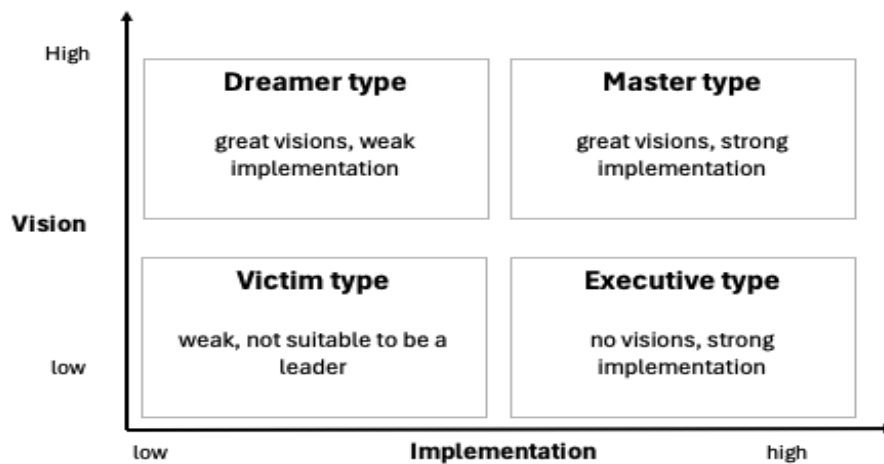 High
Dreamer type
great visions, weak
implementation
Master type
great visions, strong
implementation
Vision
Victim type
weak, not suitable to be a
leader
Executive type
no visions, strong
implementation
low
low
Implementation
high